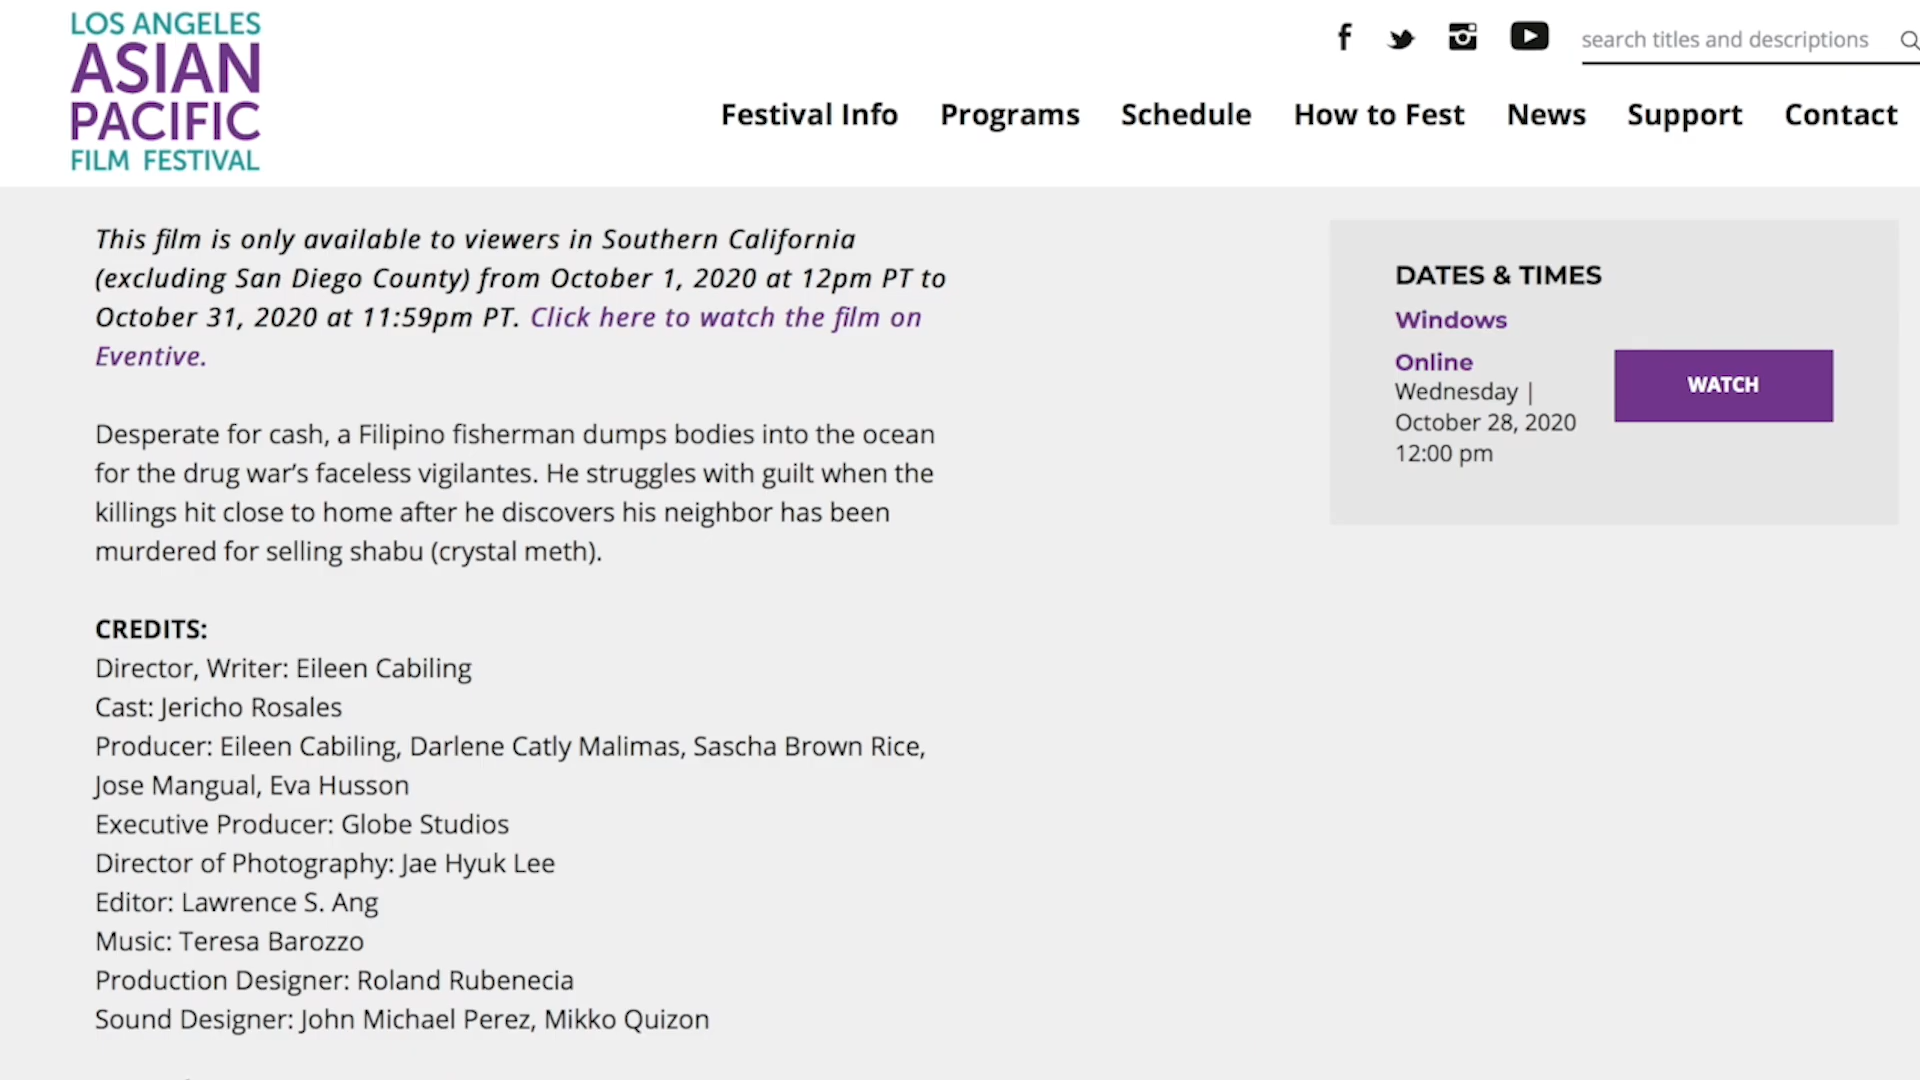 LOS ANGELES
ASIAN
PACIFIC
FILM FESTIVAL
search titles and descriptions
Festival Info Programs Schedule How to Fest News Support Contact
This film is only available to viewers in Southern California
(excluding San Diego County) from October 1, 2020 at 12pm PT to
October 31, 2020 at 11:59pm PT. Click here to watch the film on
Eventive.
Desperate for cash, a Filipino fisherman dumps bodies into the ocean
for the drug war’s faceless vigilantes. He struggles with guilt when the
killings hit close to home after he discovers his neighbor has been
murdered for selling shabu (crystal meth).
CREDITS:
Director, Writer: Eileen Cabiling
Cast: Jericho Rosales
Producer: Eileen Cabiling, Darlene Catly Malimas, Sascha Brown Rice,
Jose Mangual, Eva Husson
Executive Producer: Globe Studios
Director of Photography: Jae Hyuk Lee
Editor: Lawrence S. Ang
Music: Teresa Barozzo
Production Designer: Roland Rubenecia
Sound Designer: John Michael Perez, Mikko Quizon
DATES & TIMES
Windows
Online
Wednesday |
October 28, 2020
12:00 pm
WATCH